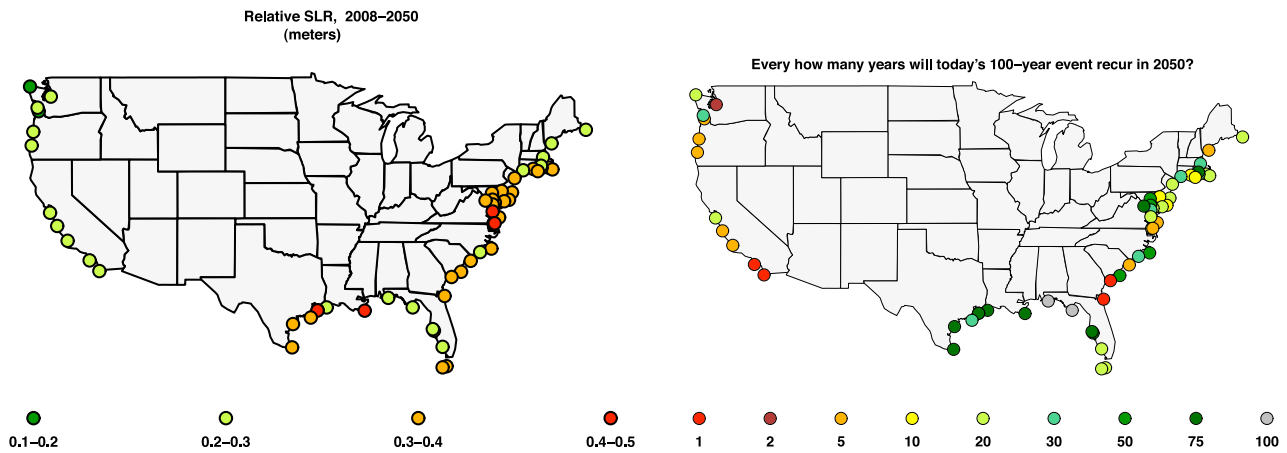 Relative SLR, 2008–2050
(meters)
0.1–0.2 0.2–0.3 0.3–0.4 0.4–0.5
Every how many years will today's 100–year event recur in 2050?
1 2 5 10 20 30 50 75 100